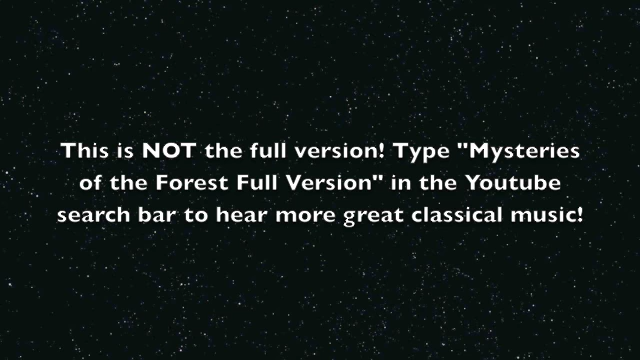 This is NOT the full version! Type "Mysteries
of the Forest Full Version" in the Youtube
search bar to hear more great classical music!